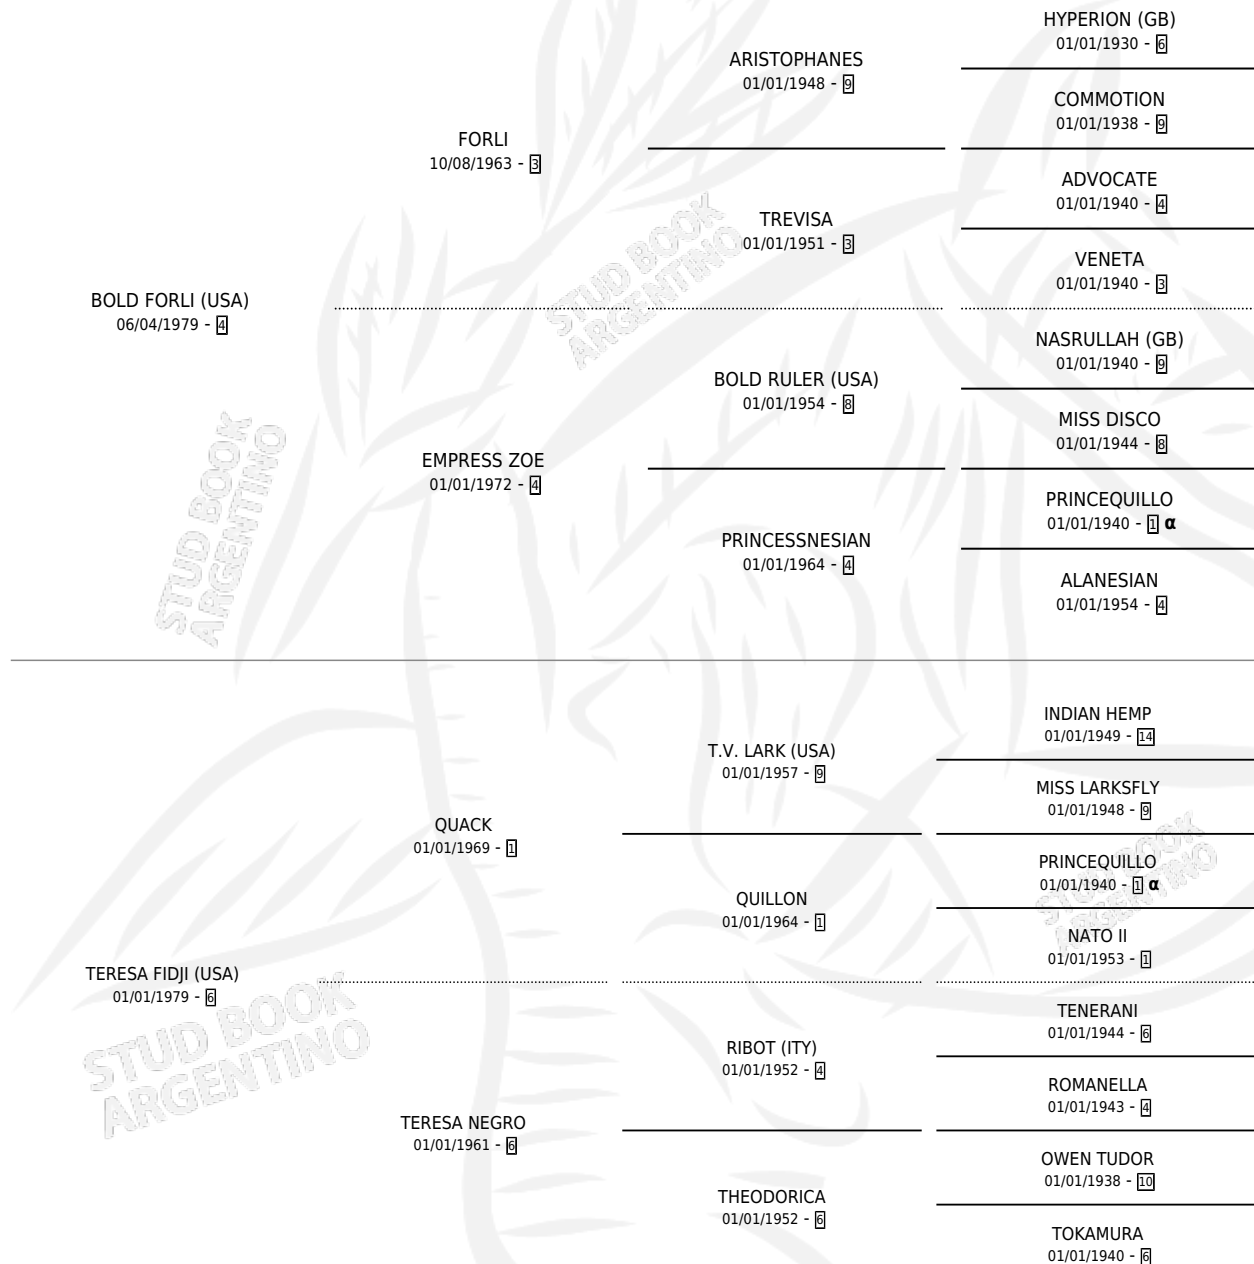 HYPERION (GB)
01/01/1930 - 6
ARISTOPHANES
01/01/1948 - 9
COMMOTION
01/01/1938 - 9
FORLI
10/08/1963 - 3
ADVOCATE
01/01/1940 - 4
TREVISA
01/01/1951 - 3
VENETA
01/01/1940 - 3
BOLD FORLI (USA)
06/04/1979 - 4
NASRULLAH (GB)
01/01/1940 - 9
BOLD RULER (USA)
01/01/1954 - 8
MISS DISCO
01/01/1944 - 8
EMPRESS ZOE
01/01/1972 - 4
PRINCEQUILLO
01/01/1940 - 1 α
PRINCESSNESIAN
01/01/1964 - 4
ALANESIAN
01/01/1954 - 4
INDIAN HEMP
01/01/1949 - 14
T.V. LARK (USA)
01/01/1957 - 9
MISS LARKSFLY
01/01/1948 - 9
QUACK
01/01/1969 - 1
PRINCEQUILLO
01/01/1940 - 1 α
QUILLON
01/01/1964 - 1
NATO II
01/01/1953 - 1
TERESA FIDJI (USA)
01/01/1979 - 6
TENERANI
01/01/1944 - 6
RIBOT (ITY)
01/01/1952 - 4
ROMANELLA
01/01/1943 - 4
TERESA NEGRO
01/01/1961 - 6
OWEN TUDOR
01/01/1938 - 10
THEODORICA
01/01/1952 - 6
TOKAMURA
01/01/1940 - 6
STUD BOOK
ARGENTINO
STUD BOOK
ARGENTINO
STUD BOOK
ARGENTINO
STUD BOOK
ARGENTINO